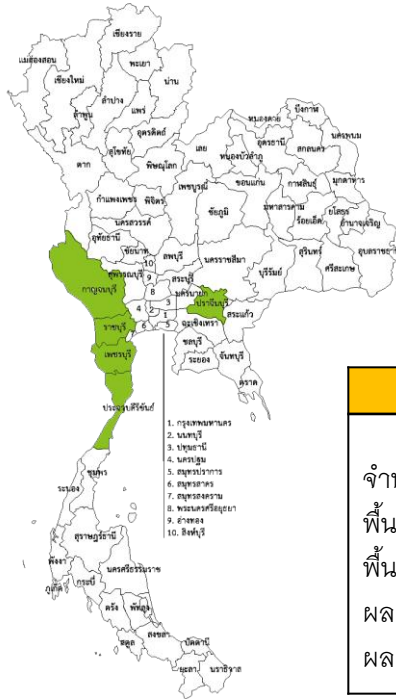 เชียงราย
แม่ฮ่องสอน
พะเยา
เชียงใหม่
น่าน
ลำปาง
ลำพูน
แพร่
อุตรดิตถ์
สุโขทัย
ตาก
พิษณุโลก
เลย
หนองคาย
บึงกาฬ
อุดรธานี
หนองบัวลำภู
สกลนคร
นครพนม
เพชรบูรณ์
ขอนแก่น
กาฬสินธุ์
มุกดาหาร
กำแพงเพชร
พิจิตร
ชัยภูมิ
มหาสารคาม
ร้อยเอ็ด
ยโสธร
อำนาจเจริญ
นครสวรรค์
อุทัยธานี
ชัยนาท
ลพบุรี
นครราชสีมา
บุรีรัมย์
สุรินทร์
ศรีสะเกษ
อุบลราชธานี
10
สุพรรณบุรี
9
สระบุรี
กาญจนบุรี
8
นครนายก
ปราจีนบุรี
3
4
2
1
สระแก้ว
ราชบุรี
6
5
ฉะเชิงเทรา
7
ชลบุรี
เพชรบุรี
ระยอง
จันทบุรี
ตราด
ประจวบคีรีขันธ์
1. กรุงเทพมหานคร
2. นนทบุรี
3. ปทุมธานี
4. นครปฐม
5. สมุทรปราการ
6. สมุทรสาคร
7. สมุทรสงคราม
8. พระนครศรีอยุธยา
9. อ่างทอง
10. สิงห์บุรี
ชุมพร
ระนอง
สุราษฎร์ธานี
พังงา
นครศรีธรรมราช
กระบี่
ภูเก็ต
ตรัง
พัทลุง
สตูล
สงขลา
ปัตตานี
ยะลา
นราธิวาส
พื้น
พื้น
ผล
ผล